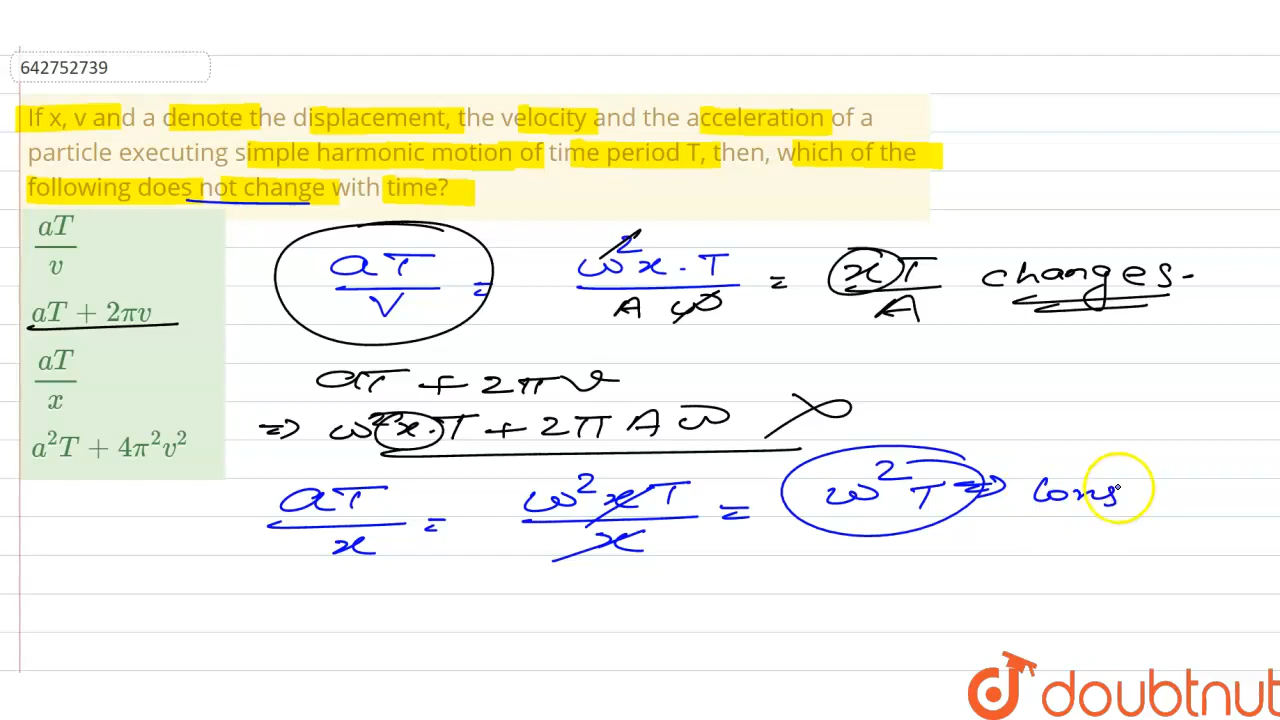 642752739
If x, v and a denote the displacement, the velocity and the acceleration of a
particle executing simple harmonic motion of time period T, then, which of the
following does not change with time?
aT/v
aT + 2πv
aT/x
a²T + 4π²v²
aT/V = ω²x·T/Aω = xT/A changes-
aT + 2πv
⇒ ω²x·T + 2πAω
aT/x = ω²xT/x = ω²T ⇒ cons
doubtnut